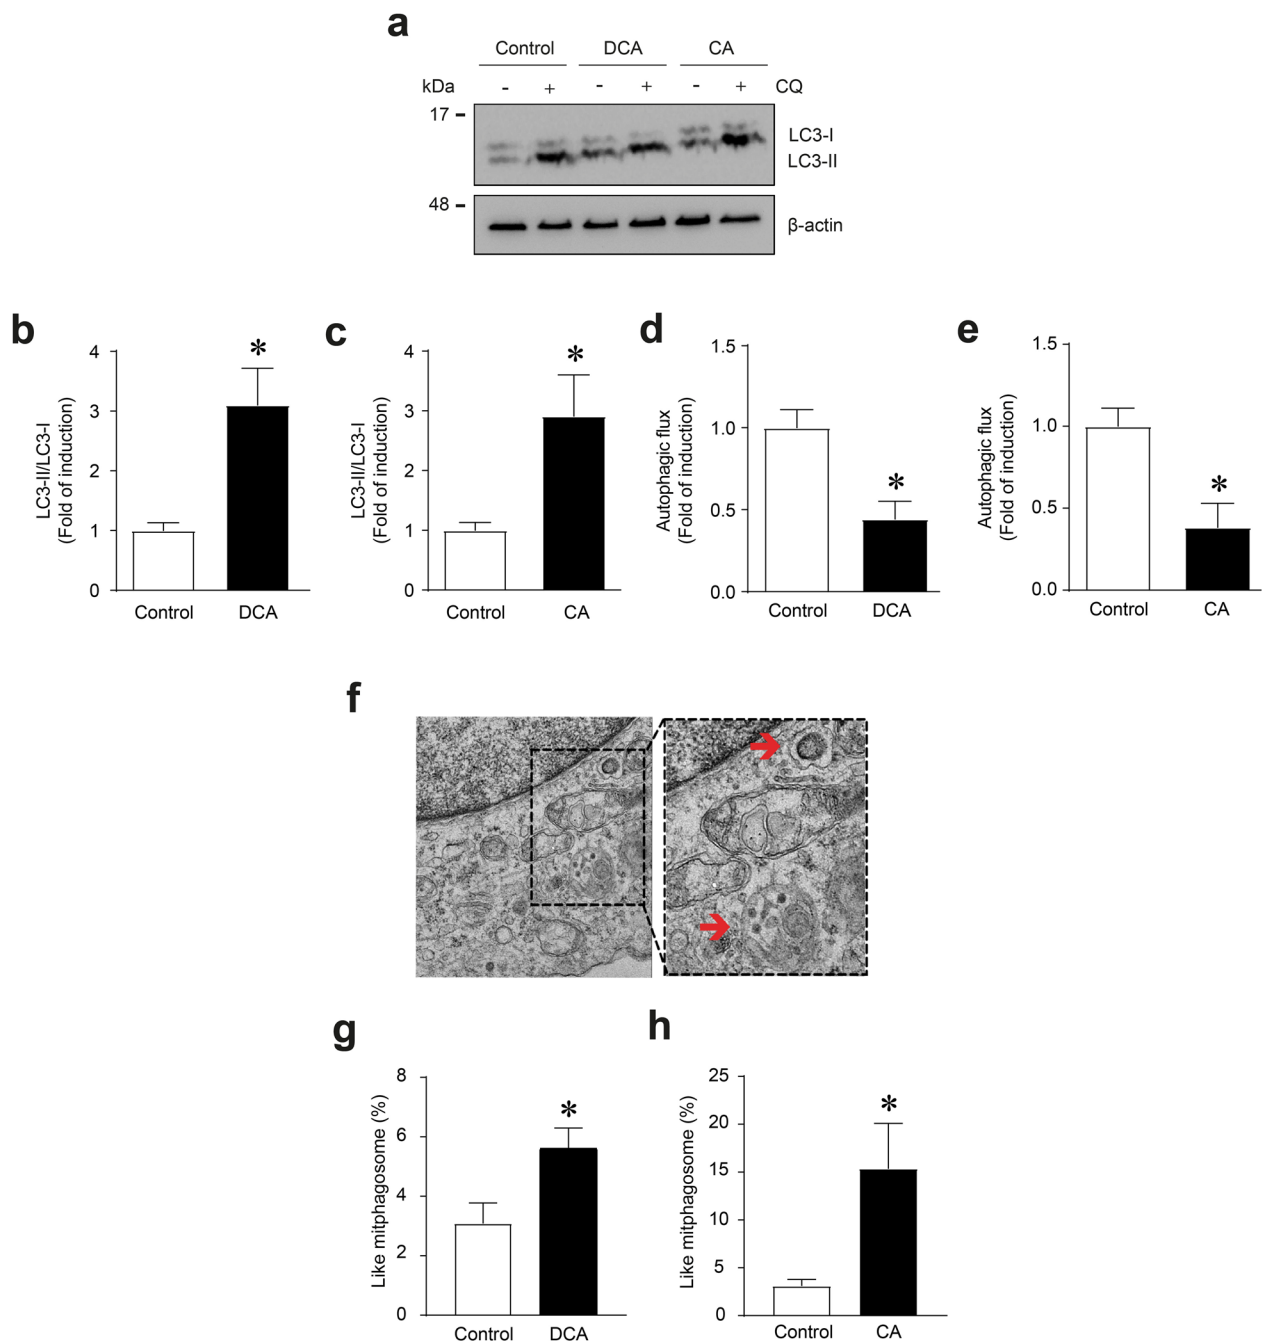 a
Control DCA CA
kDa - + - + - + CQ
17
LC3-I
LC3-II
48
β-actin
b
LC3-II/LC3-I
(Fold of induction)
4
3
2
1
0
*
Control DCA
c
LC3-II/LC3-I
(Fold of induction)
4
3
2
1
0
*
Control CA
d
Autophagic flux
(Fold of induction)
1.5
1.0
0.5
0.0
*
Control DCA
e
Autophagic flux
(Fold of induction)
1.5
1.0
0.5
0.0
*
Control CA
f
g
Like mitphagosome (%)
8
6
4
2
0
*
Control DCA
h
Like mitphagosome (%)
25
20
15
10
5
0
*
Control CA